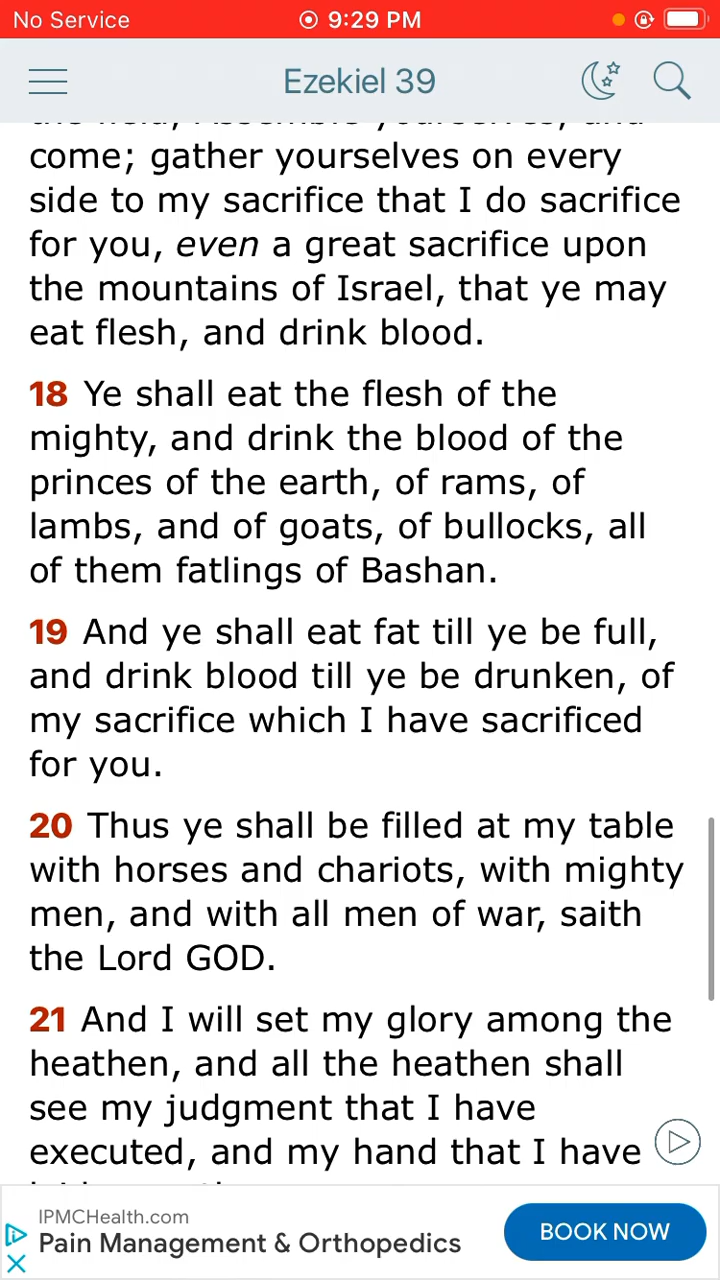 No Service
9:29 PM
Ezekiel 39
come; gather yourselves on every
side to my sacrifice that I do sacrifice
for you, even a great sacrifice upon
the mountains of Israel, that ye may
eat flesh, and drink blood.
18 Ye shall eat the flesh of the
mighty, and drink the blood of the
princes of the earth, of rams, of
lambs, and of goats, of bullocks, all
of them fatlings of Bashan.
19 And ye shall eat fat till ye be full,
and drink blood till ye be drunken, of
my sacrifice which I have sacrificed
for you.
20 Thus ye shall be filled at my table
with horses and chariots, with mighty
men, and with all men of war, saith
the Lord GOD.
21 And I will set my glory among the
heathen, and all the heathen shall
see my judgment that I have
executed, and my hand that I have
IPMCHealth.com
Pain Management & Orthopedics
BOOK NOW